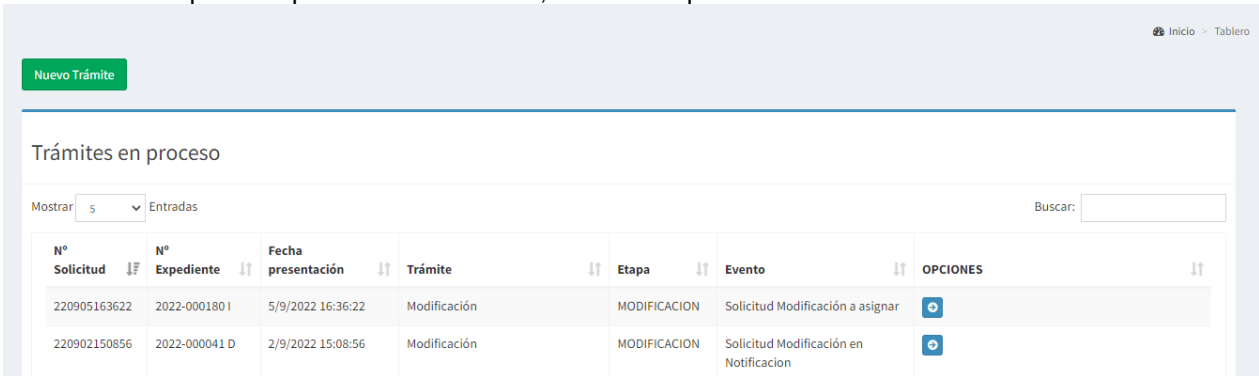 Inicio > Tablero
Nuevo Trámite
Trámites en proceso
Mostrar 5 Entradas Buscar:
Nº Solicitud Nº Expediente Fecha presentación Trámite Etapa Evento OPCIONES
220905163622 2022-000180 I 5/9/2022 16:36:22 Modificación MODIFICACION Solicitud Modificación a asignar
220902150856 2022-000041 D 2/9/2022 15:08:56 Modificación MODIFICACION Solicitud Modificación en
Notificacion